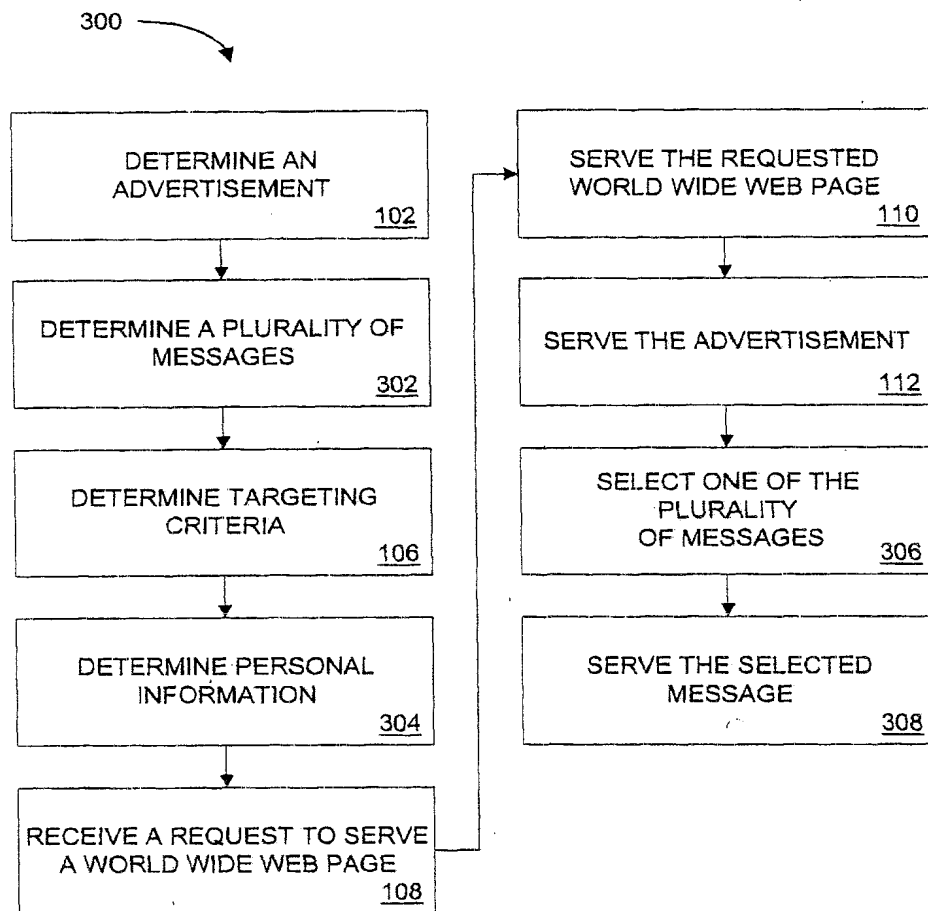 300
DETERMINE AN
ADVERTISEMENT
102
DETERMINE A PLURALITY OF
MESSAGES
302
DETERMINE TARGETING
CRITERIA
106
DETERMINE PERSONAL
INFORMATION
304
RECEIVE A REQUEST TO SERVE
A WORLD WIDE WEB PAGE
108
SERVE THE REQUESTED
WORLD WIDE WEB PAGE
110
SERVE THE ADVERTISEMENT
112
SELECT ONE OF THE
PLURALITY
OF MESSAGES
306
SERVE THE SELECTED
MESSAGE
308